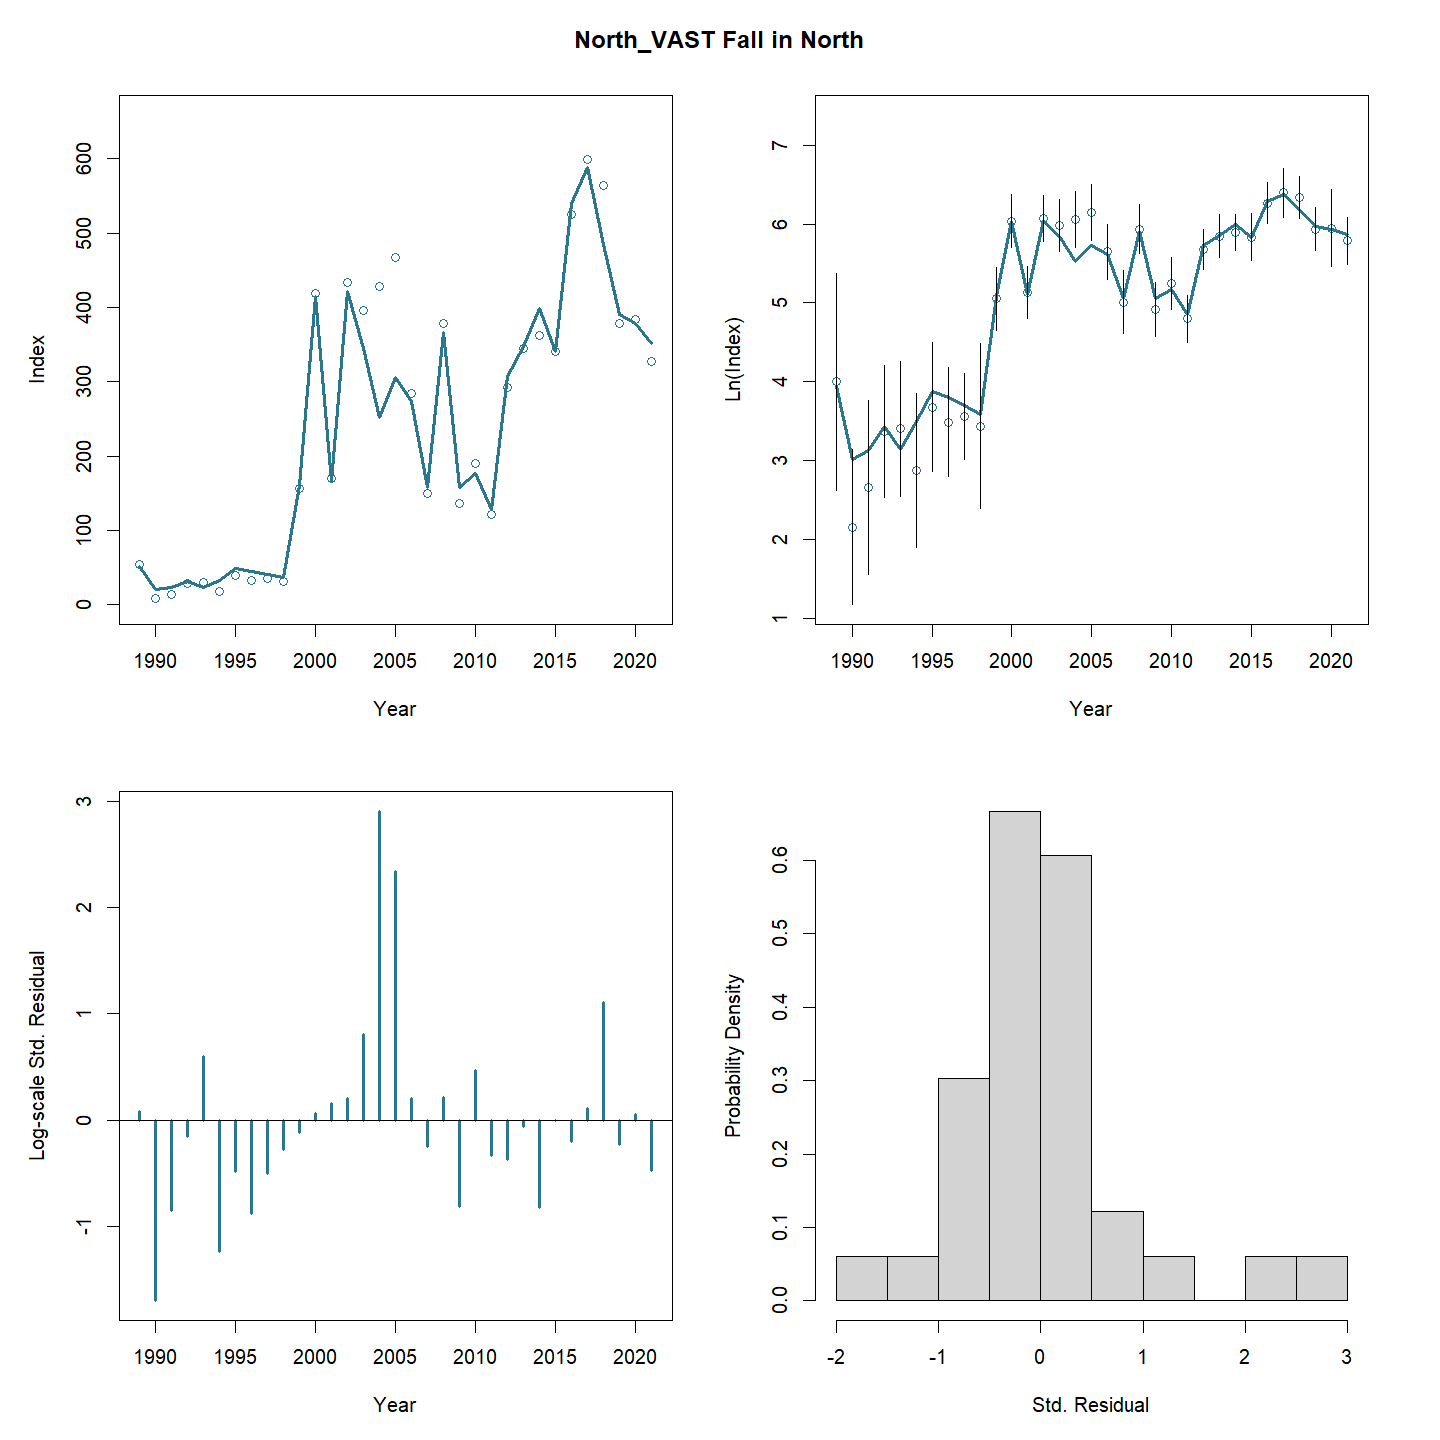 North_VAST Fall in North
Index
0 100 200 300 400 500 600
1990 1995 2000 2005 2010 2015 2020
Year
Ln(Index)
1 2 3 4 5 6 7
1990 1995 2000 2005 2010 2015 2020
Year
Log-scale Std. Residual
-1 0 1 2 3
1990 1995 2000 2005 2010 2015 2020
Year
Probability Density
0.0 0.1 0.2 0.3 0.4 0.5 0.6
-2 -1 0 1 2 3
Std. Residual